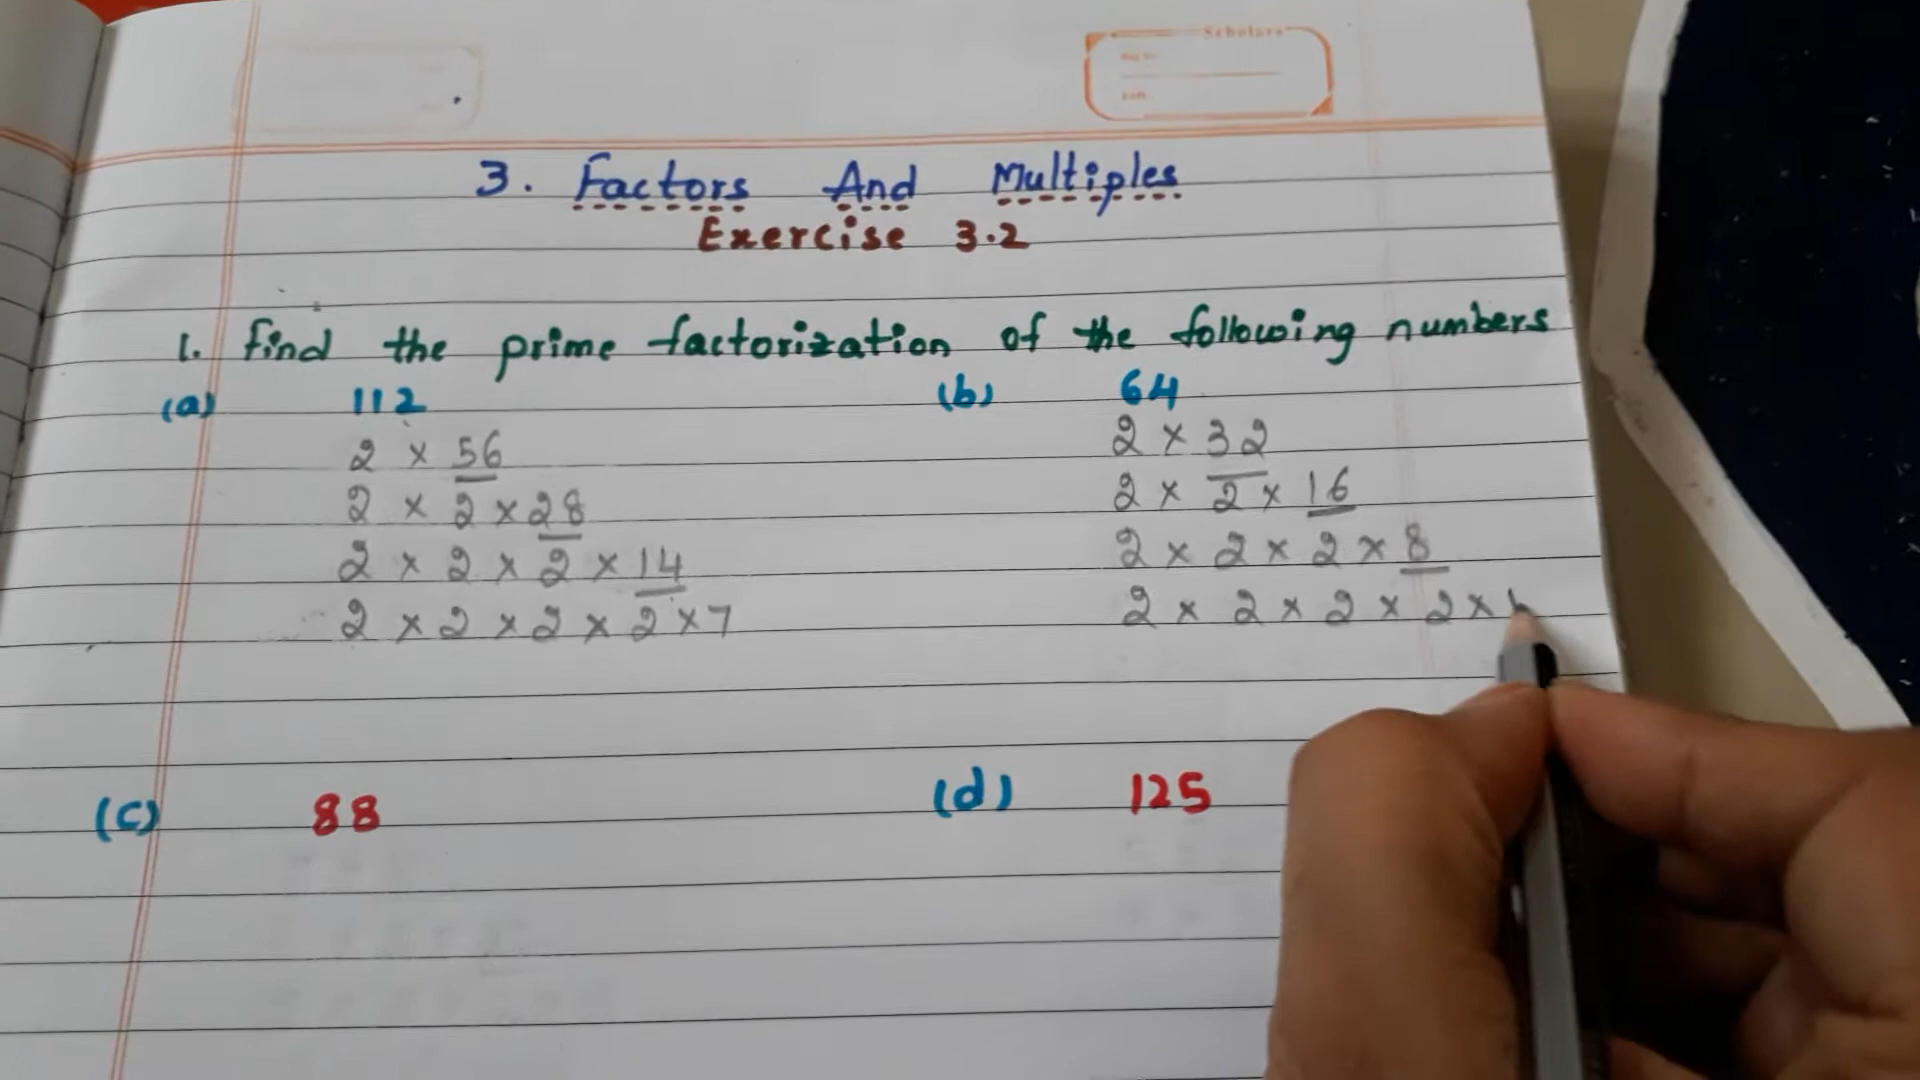 Scholars
3. Factors And Multiples
Exercise 3.2
1. Find the prime factorization of the following numbers
(a) 112 (b) 64
2 × 56 2 × 32
2 × 2 × 28 2 × 2 × 16
2 × 2 × 2 × 14 2 × 2 × 2 × 8
2 × 2 × 2 × 2 × 7 2 × 2 × 2 × 2 ×
(c) 88 (d) 125